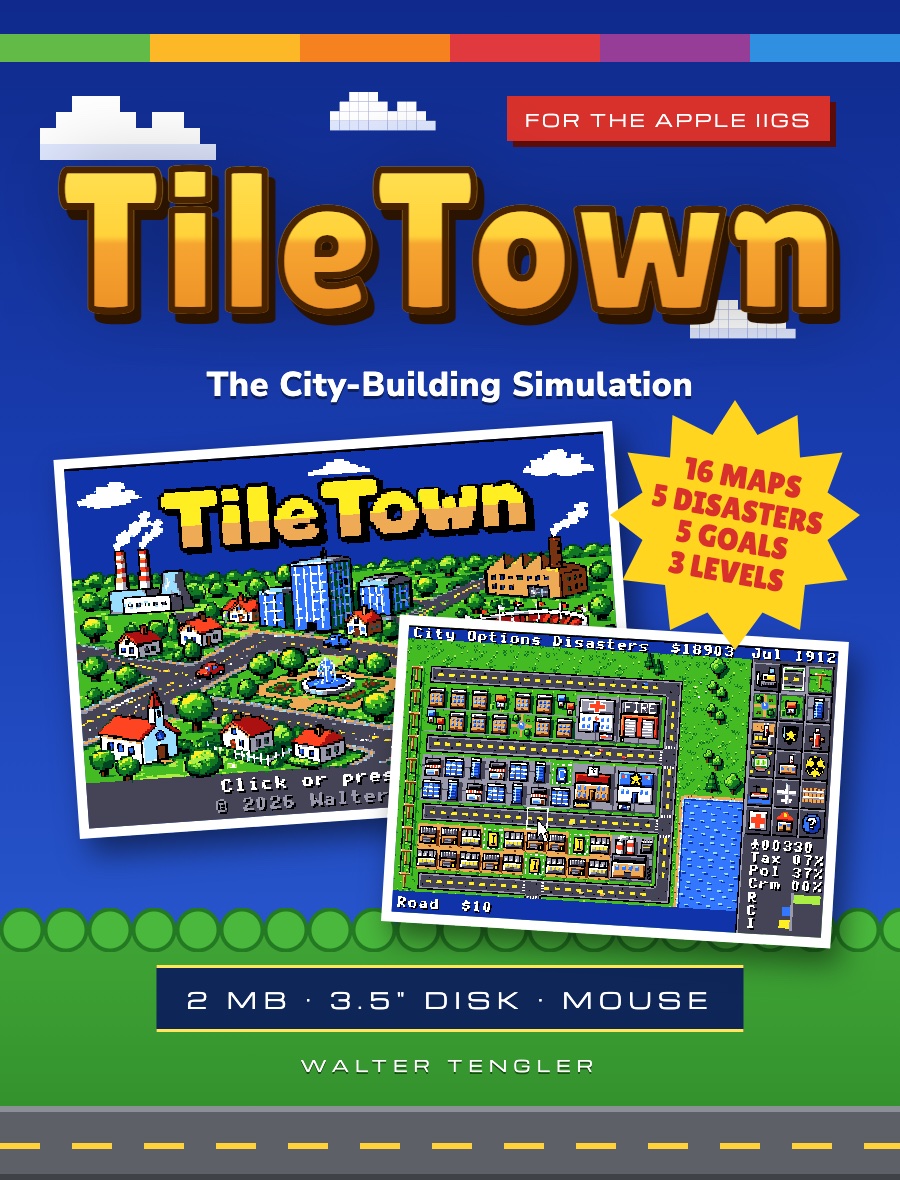 FOR THE APPLE IIGS
TileTown
The City-Building Simulation
16 MAPS
5 DISASTERS
5 GOALS
3 LEVELS
TileTown
Click or pres
© 2026 Walter
City Options Disasters $18903 Jul 1912
FIRE
00330
Tax 07%
Pol 37%
Crm 00%
R
C
I
Road $10
2 MB · 3.5" DISK · MOUSE
WALTER TENGLER